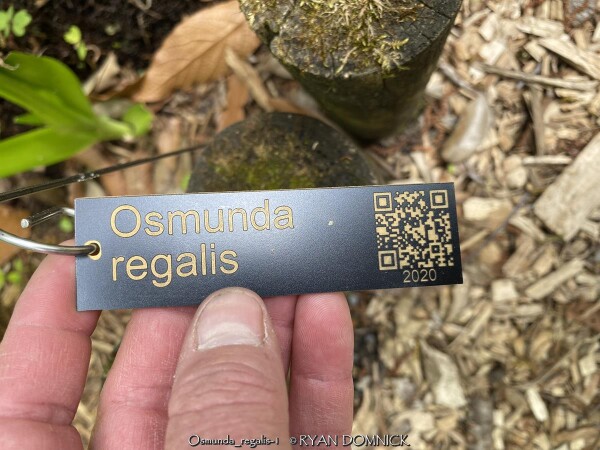 Osmunda
regalis
2020
Osmunda_regalis-1 ©RYAN DOMNICK